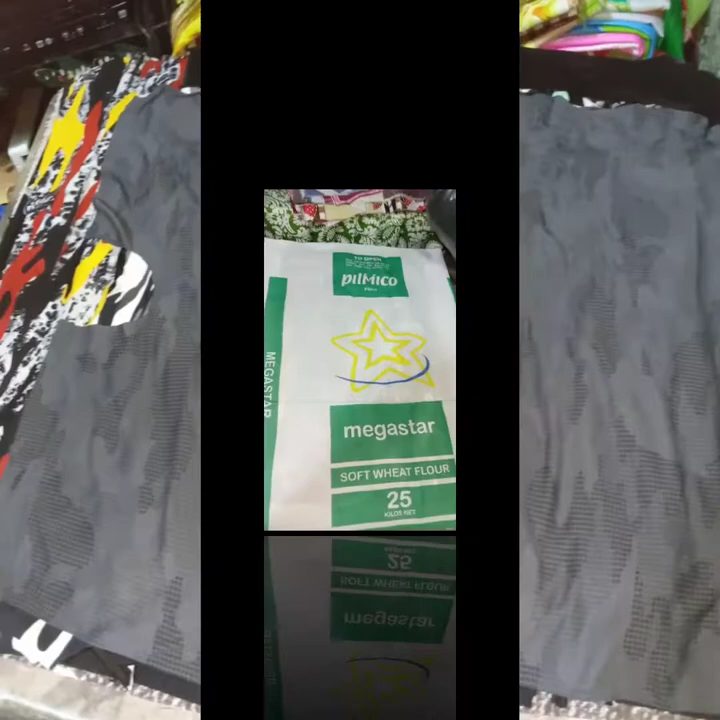 TO OPEN
PILMICO
MEGASTAR
megastar
SOFT WHEAT FLOUR
25
KILOS NET